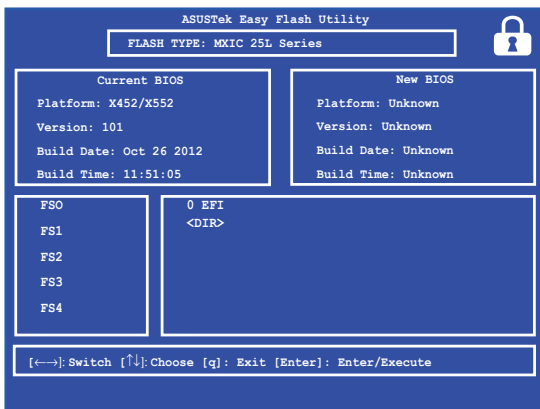 ASUSTek Easy Flash Utility
FLASH TYPE: MXIC 25L Series
Current BIOS
Platform: X452/X552
Version: 101
Build Date: Oct 26 2012
Build Time: 11:51:05
New BIOS
Platform: Unknown
Version: Unknown
Build Date: Unknown
Build Time: Unknown
FSO
FS1
FS2
FS3
FS4
0 EFI
<DIR>
[←→]: Switch [↑↓]: Choose [q]: Exit [Enter]: Enter/Execute